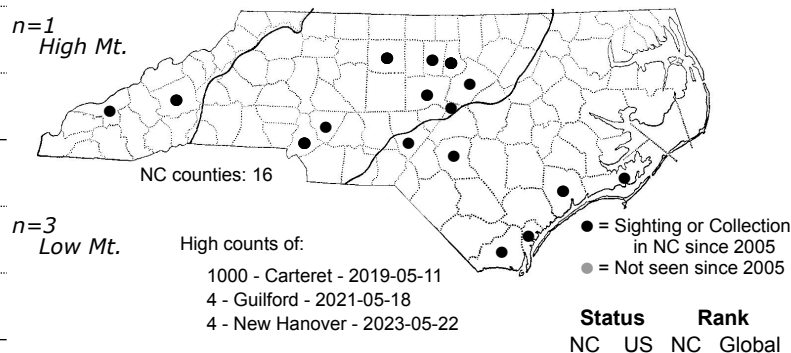 n=1
High Mt.
NC counties: 16
n=3
Low Mt.
High counts of:
1000 - Carteret - 2019-05-11
4 - Guilford - 2021-05-18
4 - New Hanover - 2023-05-22
= Sighting or Collection
in NC since 2005
= Not seen since 2005
Status Rank
NC US NC Global